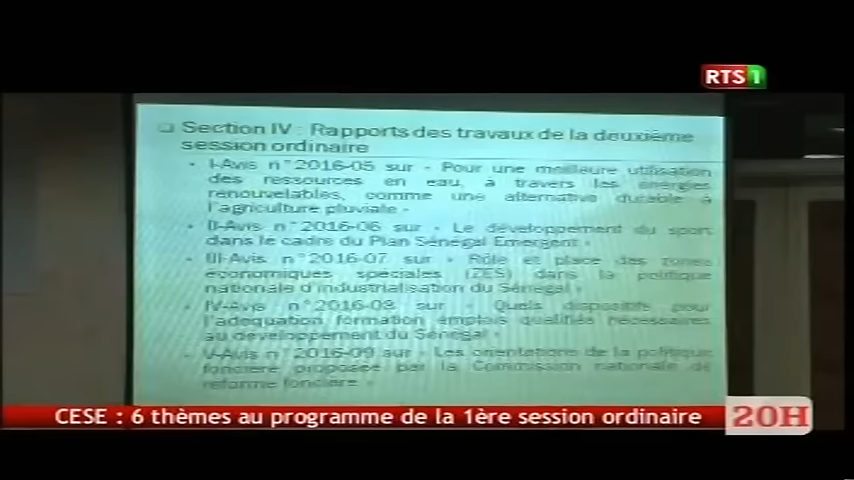 RTS1
Section IV : Rapports des travaux de la deuxième
session ordinaire
• I-Avis n°2016-05 sur « Pour une meilleure utilisation
des ressources en eau, à travers les énergies
renouvelables, comme une alternative durable à
l'agriculture pluviale »
• II-Avis n°2016-06 sur « Le développement du sport
dans le cadre du Plan Sénégal Emergent »
• III-Avis n°2016-07 sur « Rôle et place des zones
économiques spéciales (ZES) dans la politique
nationale d'industrialisation du Sénégal »
• IV-Avis n°2016-08 sur « Quels disponible pour
l'adequation formation emplois qualifiés nécessaires
au développement du Sénégal »
• V-Avis n°2016-09 sur « Les orientations de la politique
foncière proposée par la Commission nationale de
reforme foncière »
CESE : 6 thèmes au programme de la 1ère session ordinaire
20H